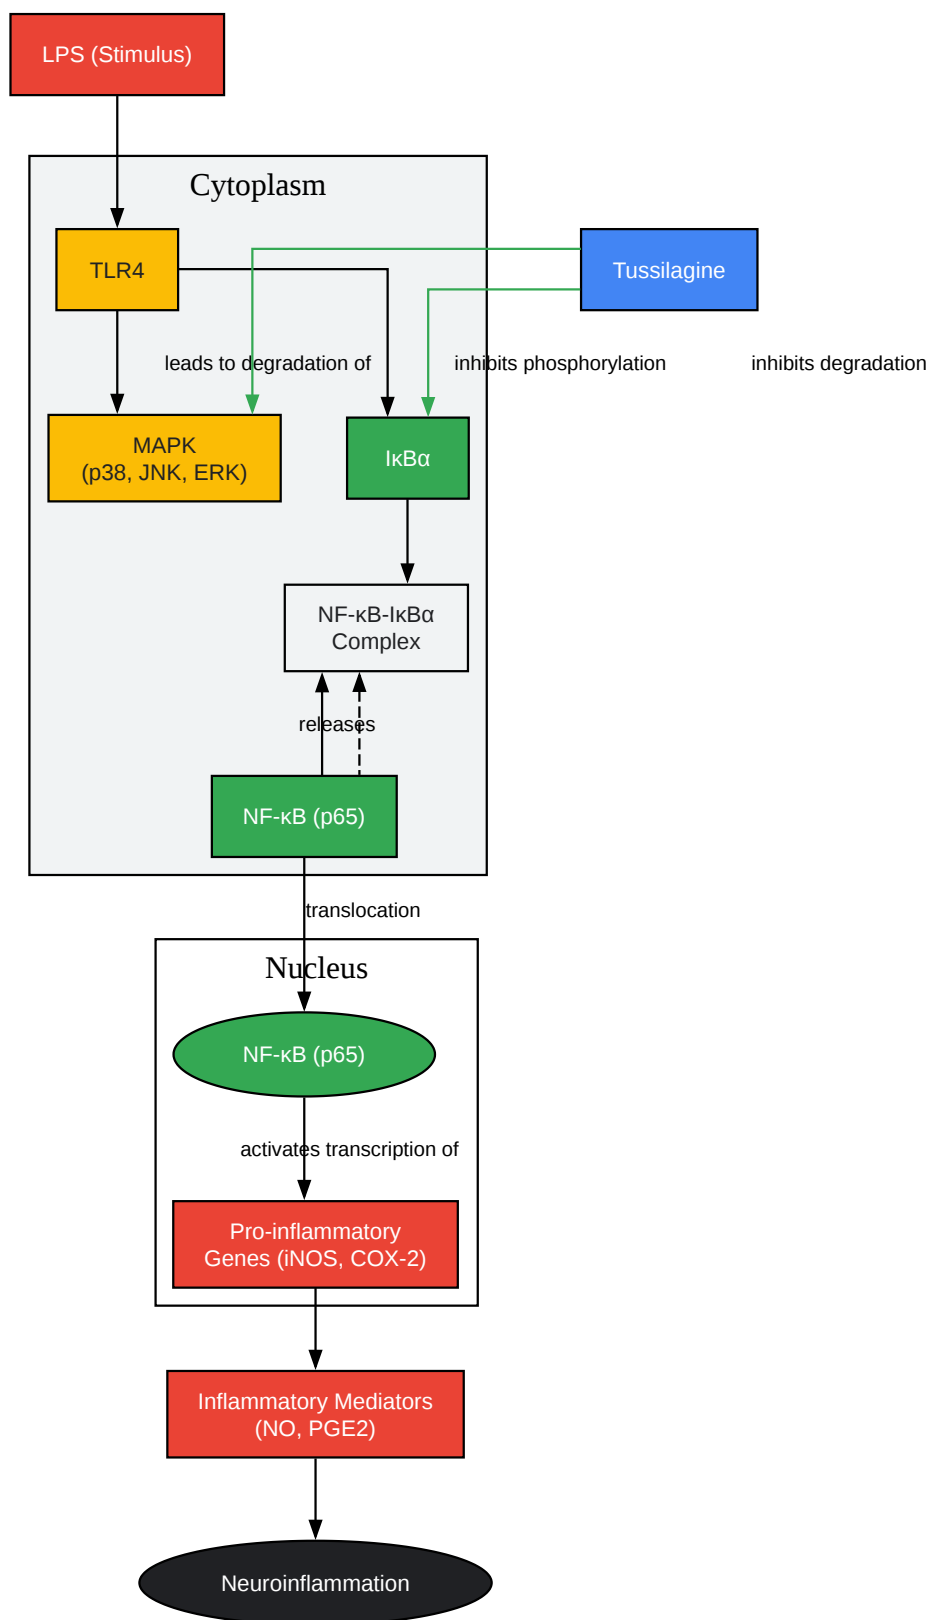 LPS (Stimulus)
Cytoplasm
TLR4
Tussilagine
leads to degradation of
inhibits phosphorylation
inhibits degradation
MAPK
(p38, JNK, ERK)
IκBα
NF-κB-IκBα
Complex
releases
NF-κB (p65)
translocation
Nucleus
NF-κB (p65)
activates transcription of
Pro-inflammatory
Genes (iNOS, COX-2)
Inflammatory Mediators
(NO, PGE2)
Neuroinflammation